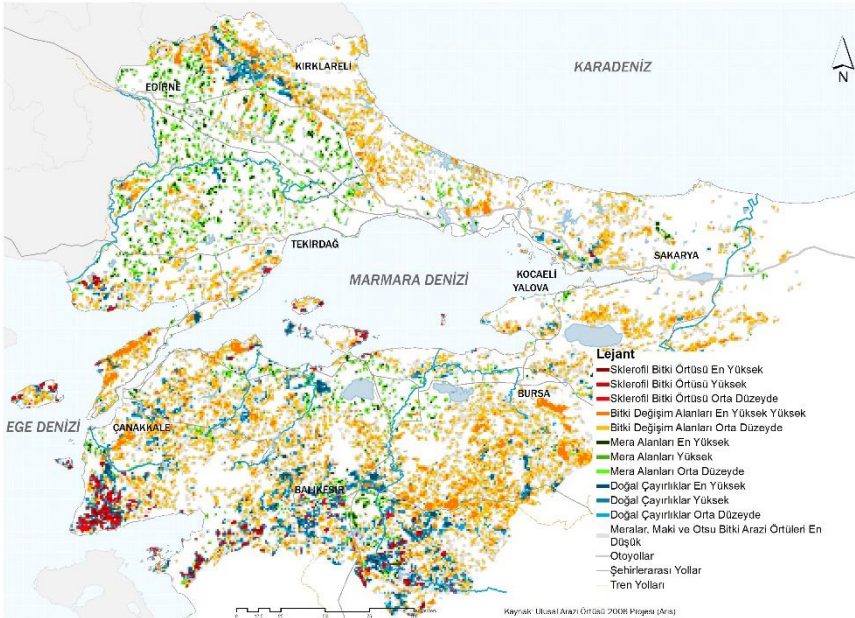 KARADENİZ
N
KIRKLARELİ
EDİRNE
TEKİRDAĞ
MARMARA DENİZİ
KOCAELİ
YALOVA
SAKARYA
BURSA
EGE DENİZİ
ÇANAKKALE
BALIKESİR
Lejant
Sklerofil Bitki Örtüsü En Yüksek
Sklerofil Bitki Örtüsü Yüksek
Sklerofil Bitki Örtüsü Orta Düzeyde
Bitki Değişim Alanları En Yüksek Yüksek
Bitki Değişim Alanları Orta Düzeyde
Mera Alanları En Yüksek
Mera Alanları Yüksek
Mera Alanları Orta Düzeyde
Doğal Çayırlıklar En Yüksek
Doğal Çayırlıklar Yüksek
Doğal Çayırlıklar Orta Düzeyde
Meralar, Maki ve Otsu Bitki Arazi Örtüleri En
Düşük
Otoyollar
Şehirlerarası Yollar
Tren Yolları
Kaynak: Ulusal Arazi Örtüsü 2006 Projesi (Aris)